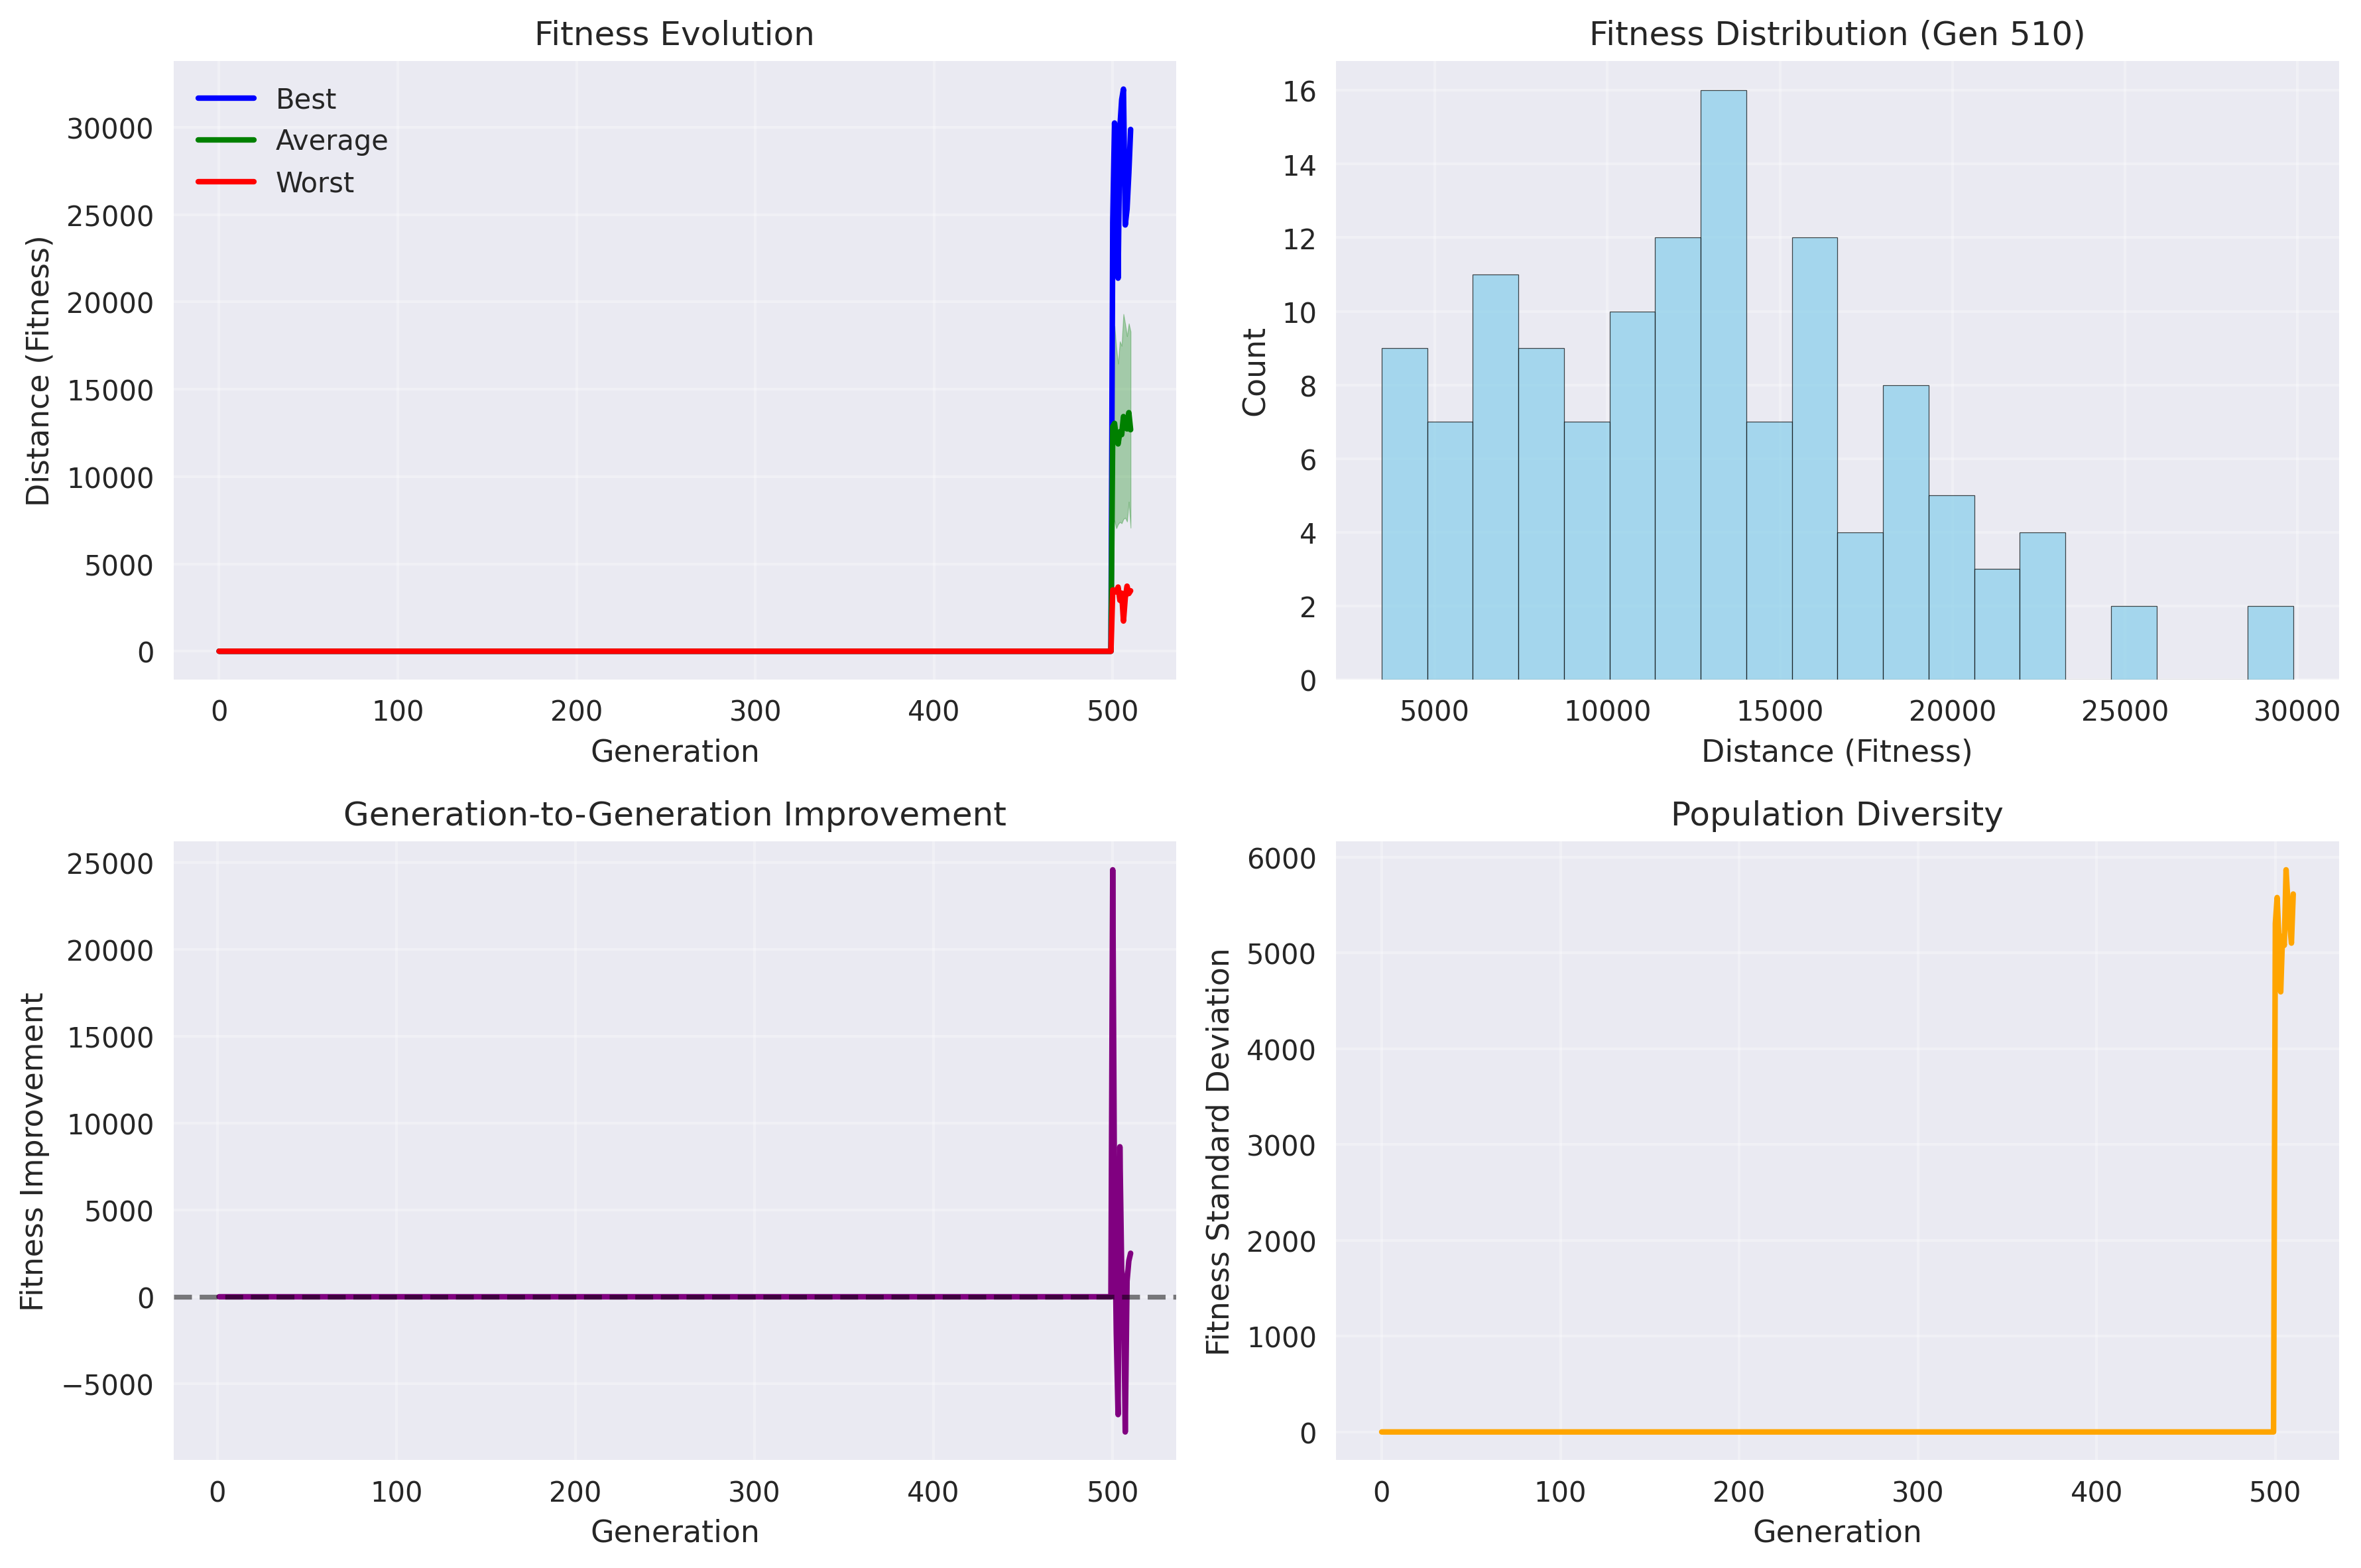 Fitness Evolution
Best
Average
Worst
30000
25000
20000
15000
10000
5000
0
Distance (Fitness)
0 100 200 300 400 500
Generation
Fitness Distribution (Gen 510)
16
14
12
10
8
6
4
2
0
Count
5000 10000 15000 20000 25000 30000
Distance (Fitness)
Generation-to-Generation Improvement
25000
20000
15000
10000
5000
0
−5000
Fitness Improvement
0 100 200 300 400 500
Generation
Population Diversity
6000
5000
4000
3000
2000
1000
0
Fitness Standard Deviation
0 100 200 300 400 500
Generation